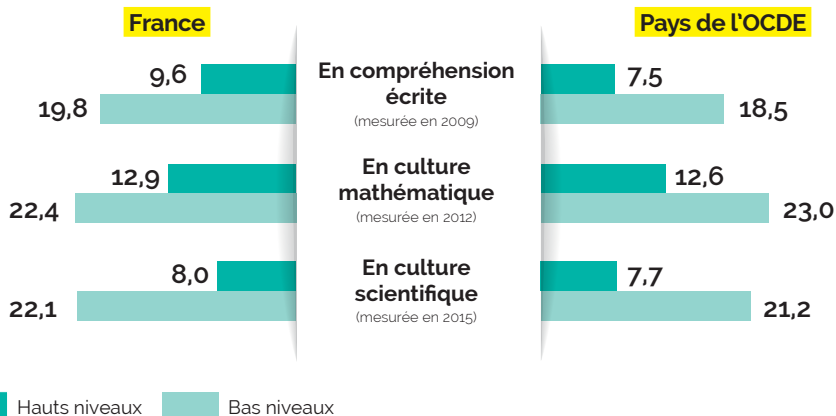 France
Pays de l'OCDE
9,6
En compréhension
écrite
(mesurée en 2009)
7,5
19,8
18,5
12,9
En culture
mathématique
(mesurée en 2012)
12,6
22,4
23,0
8,0
En culture
scientifique
(mesurée en 2015)
7,7
22,1
21,2
Hauts niveaux
Bas niveaux